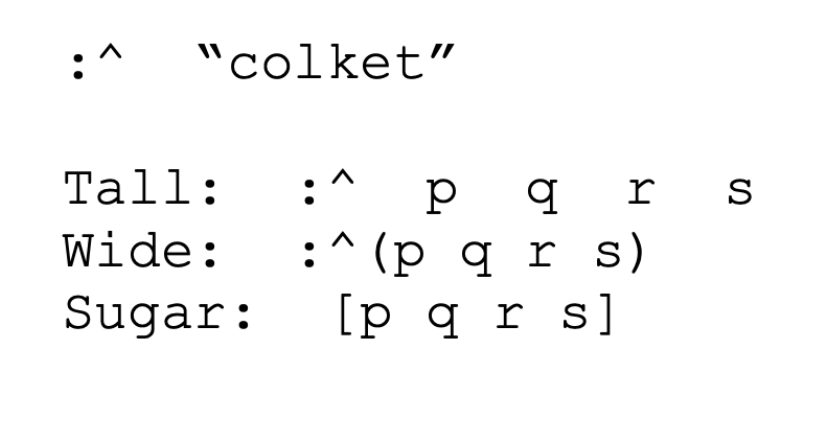 :^  “colket”
Tall:  :^  p  q  r  s
Wide:  :^(p q r s)
Sugar:  [p q r s]